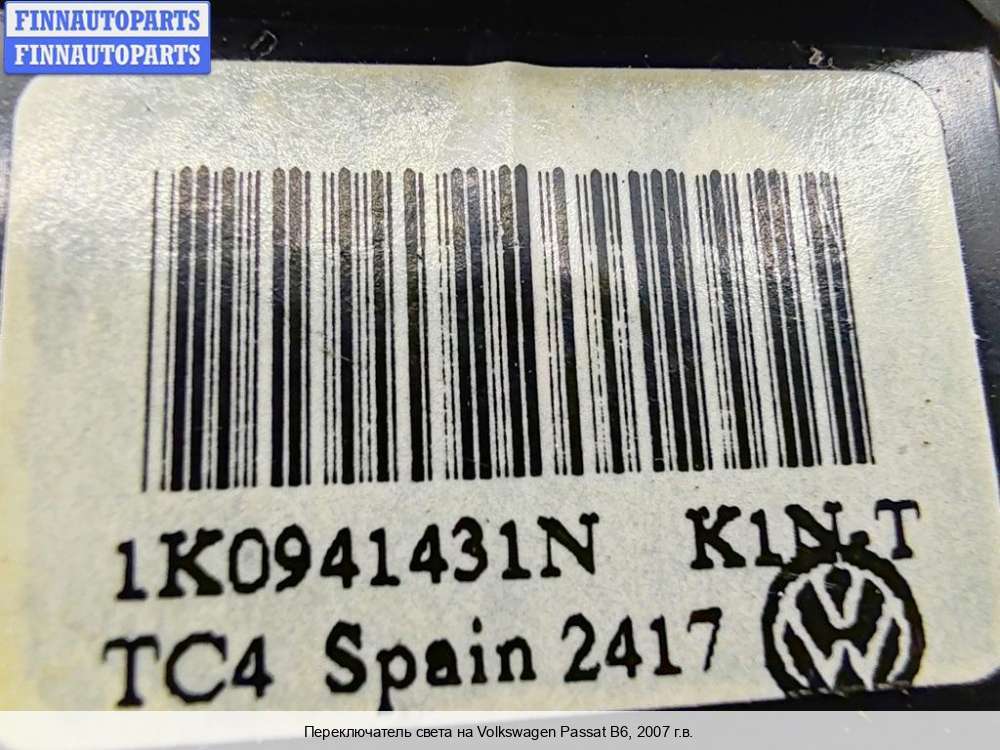 FINNAUTOPARTS
FINNAUTOPARTS
1K0941431N K1N.T
TC4 Spain 2417
Переключатель света на Volkswagen Passat B6, 2007 г.в.